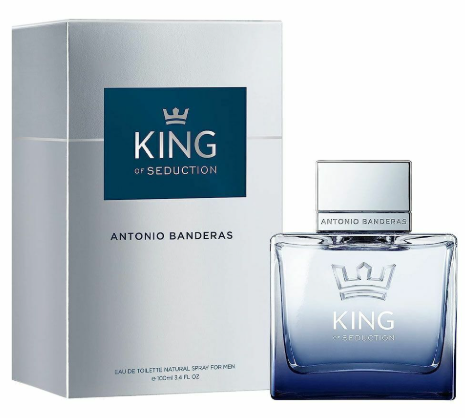 KING
OF SEDUCTION
ANTONIO BANDERAS
EAU DE TOILETTE NATURAL SPRAY FOR MEN
e 100ml 3.4 FL OZ
ANTONIO BANDERAS
KING
OF SEDUCTION